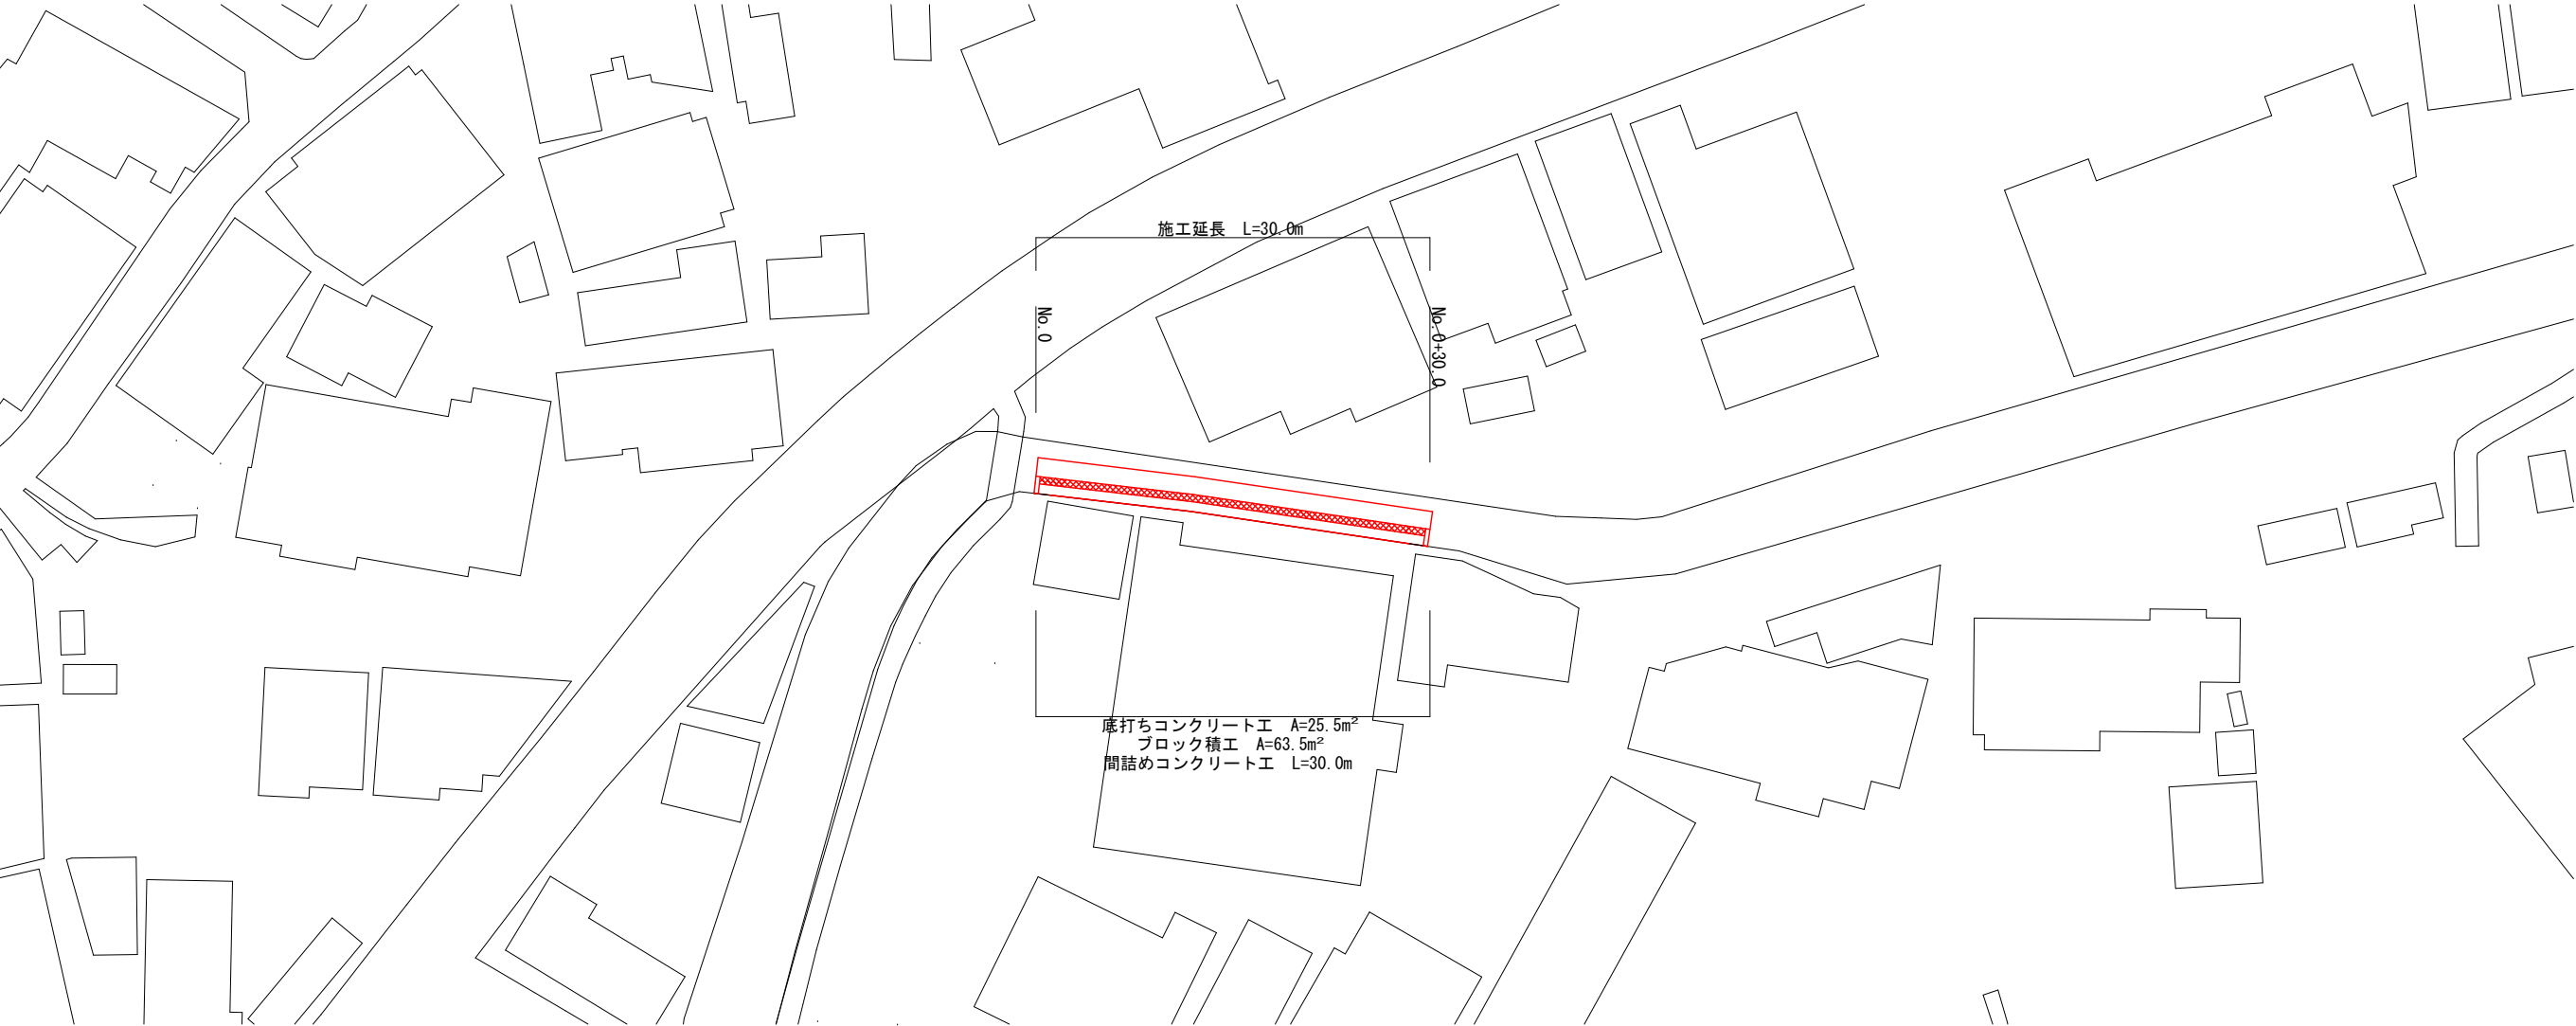 施工延長　L=30.0m
No.0
No.0+30.0
底打ちコンクリート工　A=25.5m²
ブロック積工　A=63.5m²
間詰めコンクリート工　L=30.0m